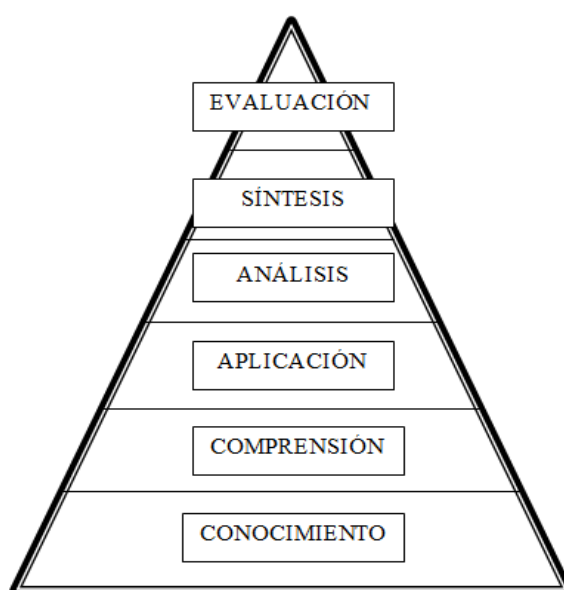 EVALUACIÓN
SÍNTESIS
ANÁLISIS
APLICACIÓN
COMPRENSIÓN
CONOCIMIENTO